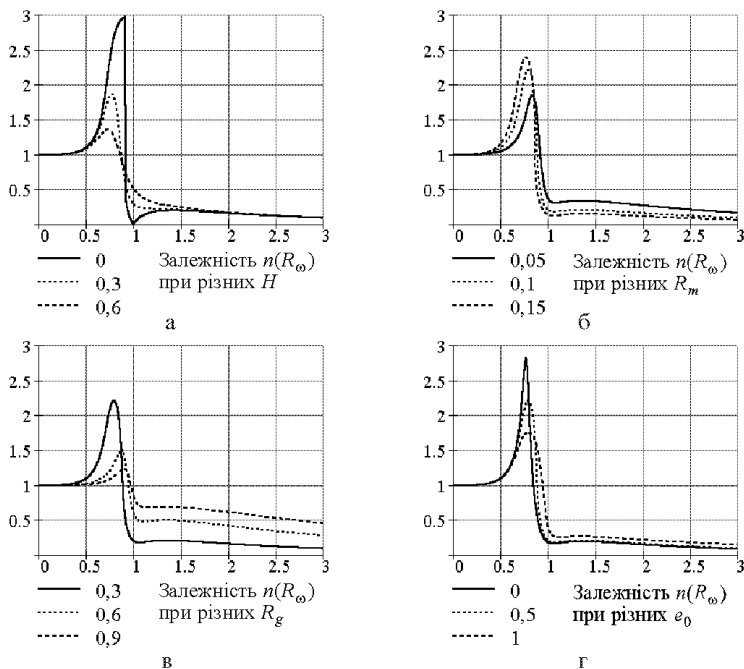 3
2.5
2
1.5
1
0.5
0 0.5 1 1.5 2 2.5 3
0 Залежність n(Rω)
0,3 при різних H
0,6
а
3
2.5
2
1.5
1
0.5
0 0.5 1 1.5 2 2.5 3
0,05 Залежність n(Rω)
0,1 при різних Rm
0,15
б
3
2.5
2
1.5
1
0.5
0 0.5 1 1.5 2 2.5 3
0,3 Залежність n(Rω)
0,6 при різних Rg
0,9
в
3
2.5
2
1.5
1
0.5
0 0.5 1 1.5 2 2.5 3
0 Залежність n(Rω)
0,5 при різних e0
1
г